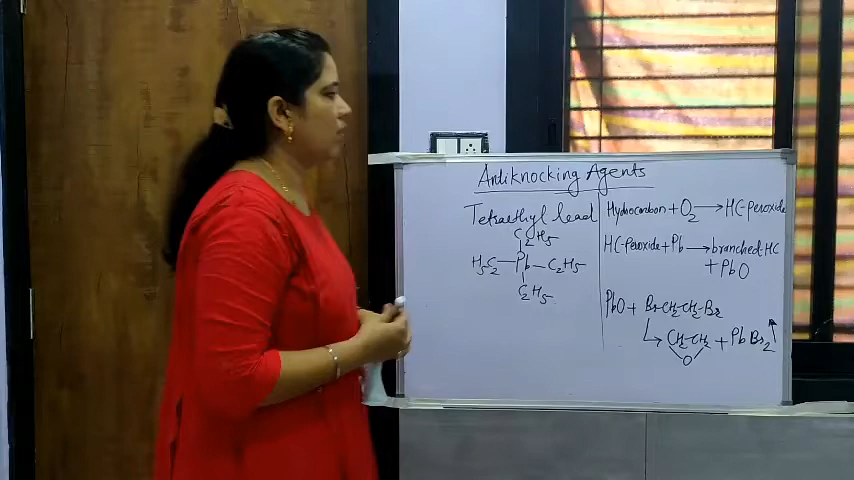 Antiknocking Agents
Tetraethyl lead
C2H5
H5C2—Pb—C2H5
C2H5
Hydrocarbon + O2 → HC-Peroxide
HC-Peroxide + Pb → branched-HC
+ PbO
PbO + Br CH2-CH2-Br
→ CH2-CH2 + PbBr2 ↑
O